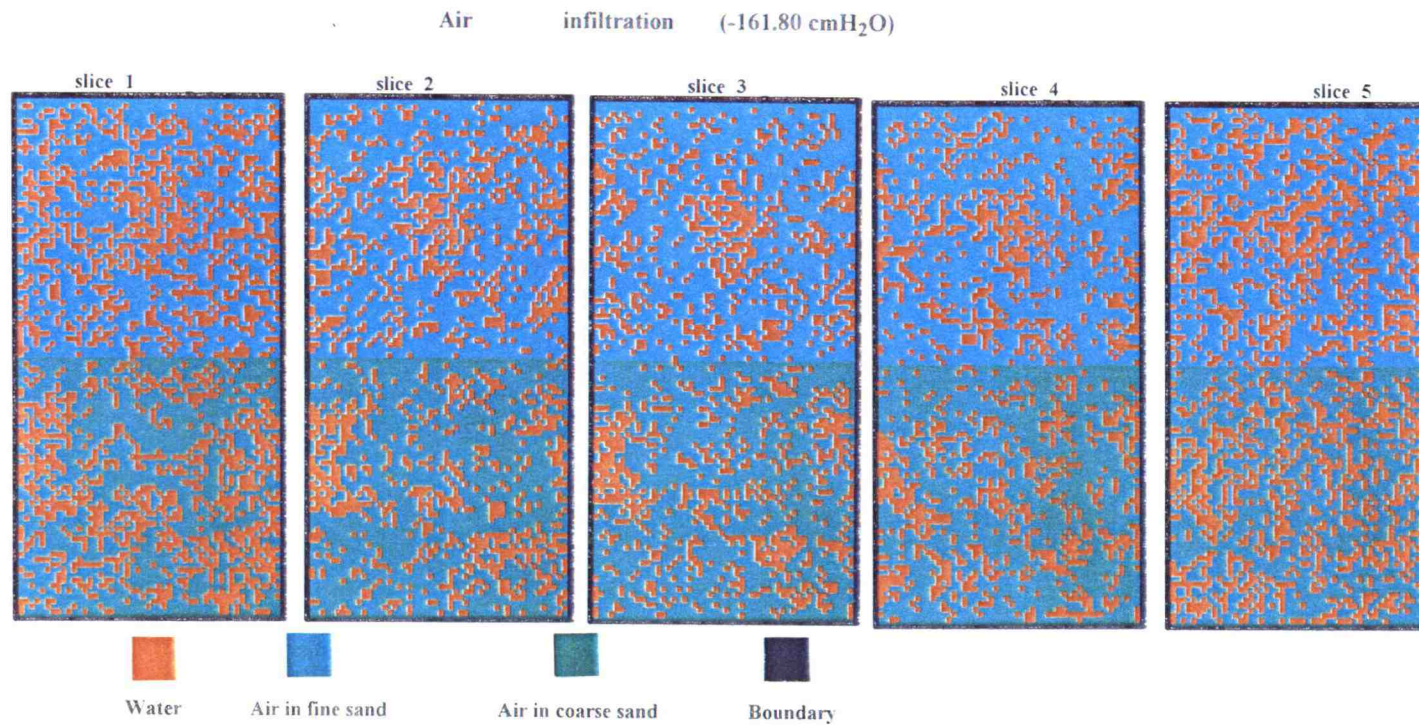 Air infiltration (-161.80 cmH₂O)
slice 1 slice 2 slice 3 slice 4 slice 5
Water Air in fine sand Air in coarse sand Boundary